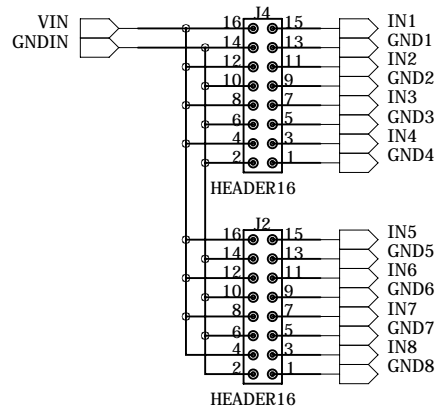 J4
VIN 16 15 IN1
GNDIN 14 13 GND1
12 11 IN2
10 9 GND2
8 7 IN3
6 5 GND3
4 3 IN4
2 1 GND4
HEADER16
J2
16 15 IN5
14 13 GND5
12 11 IN6
10 9 GND6
8 7 IN7
6 5 GND7
4 3 IN8
2 1 GND8
HEADER16